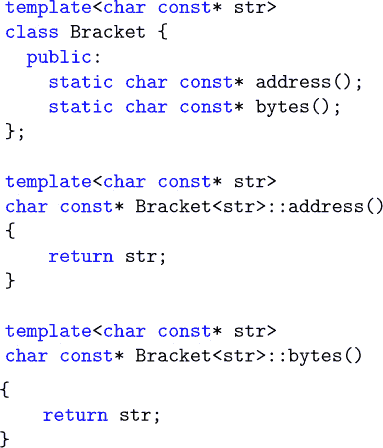 template<char const* str>
class Bracket {
  public:
    static char const* address();
    static char const* bytes();
};

template<char const* str>
char const* Bracket<str>::address()
{
    return str;
}

template<char const* str>
char const* Bracket<str>::bytes()
{
    return str;
}